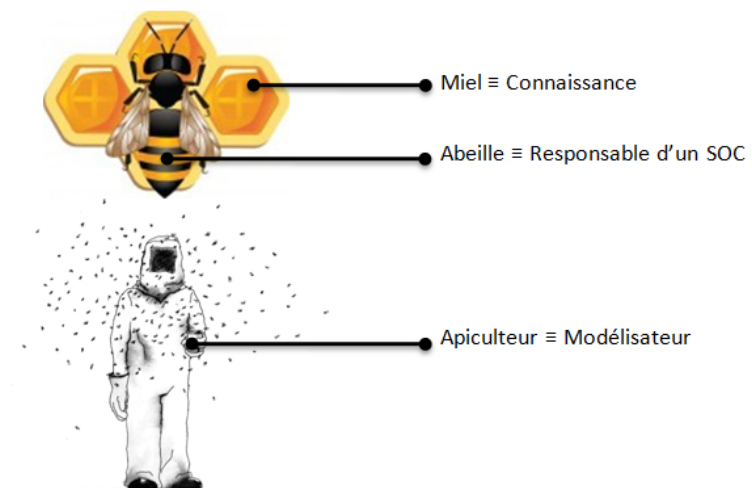 Miel ≡ Connaissance
Abeille ≡ Responsable d'un SOC
Apiculteur ≡ Modélisateur